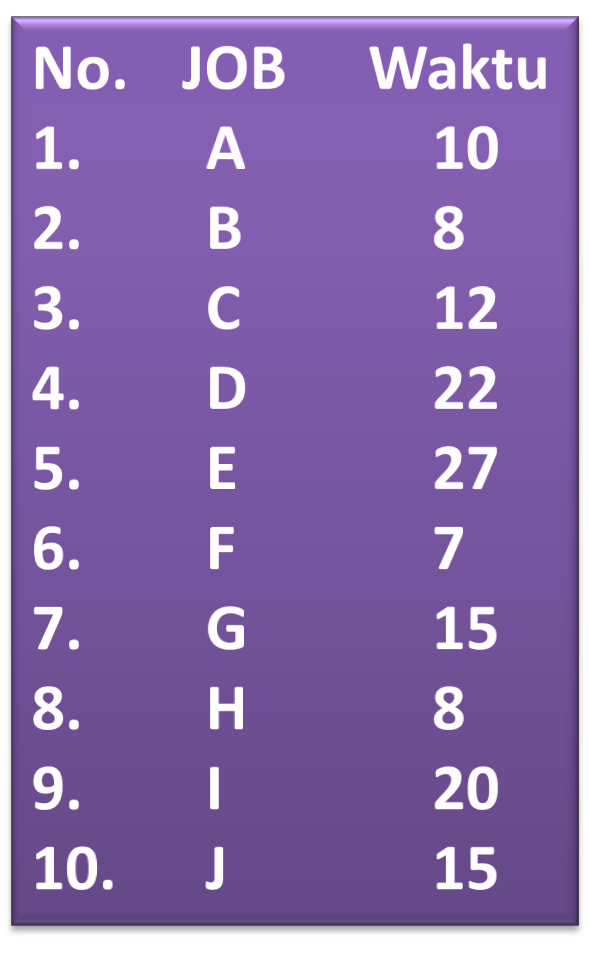 No. JOB Waktu
1. A 10
2. B 8
3. C 12
4. D 22
5. E 27
6. F 7
7. G 15
8. H 8
9. I 20
10. J 15